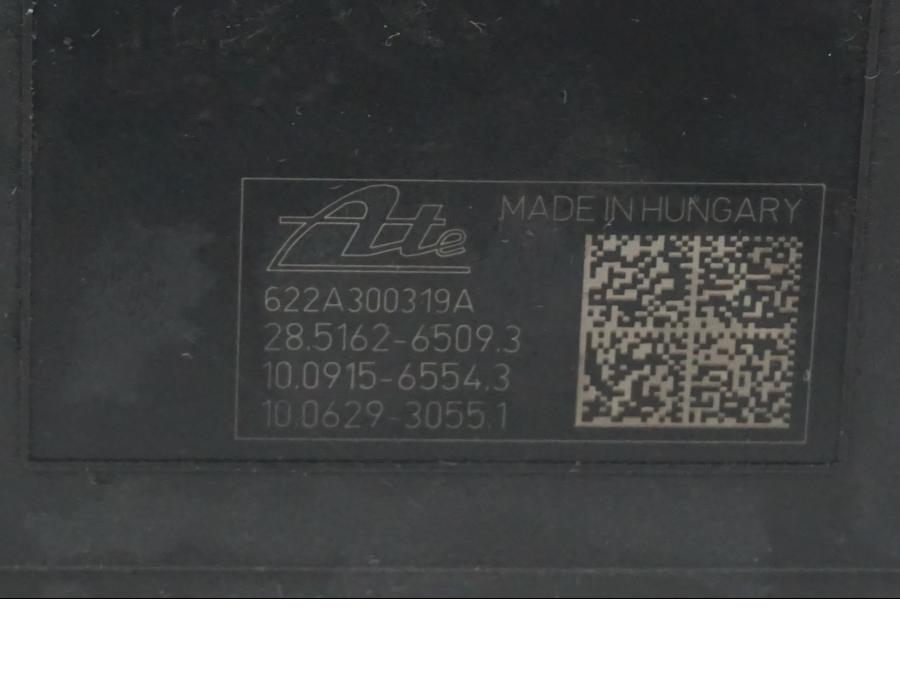 Ate
MADE IN HUNGARY
622A300319A
28.5162-6509.3
10.0915-6554.3
10.0629-3055.1